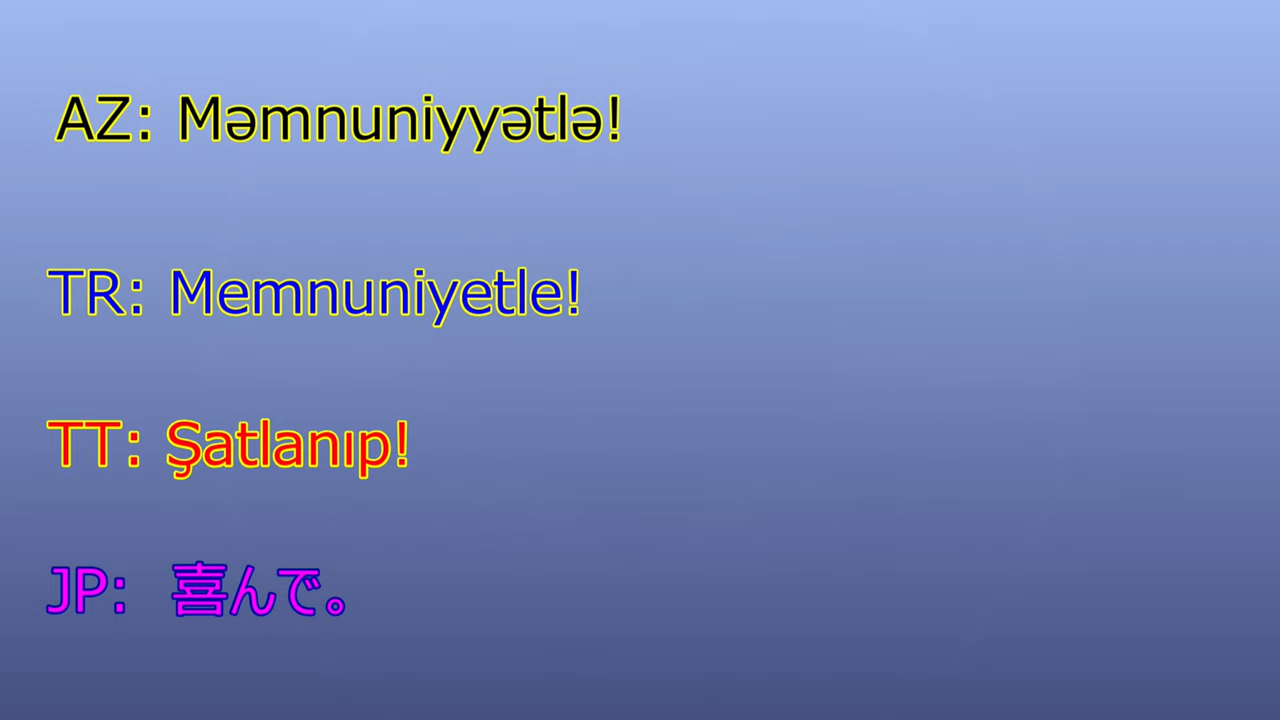 AZ: Məmnuniyyətlə!
TR: Memnuniyetle!
TT: Şatlanıp!
JP: 喜んで。